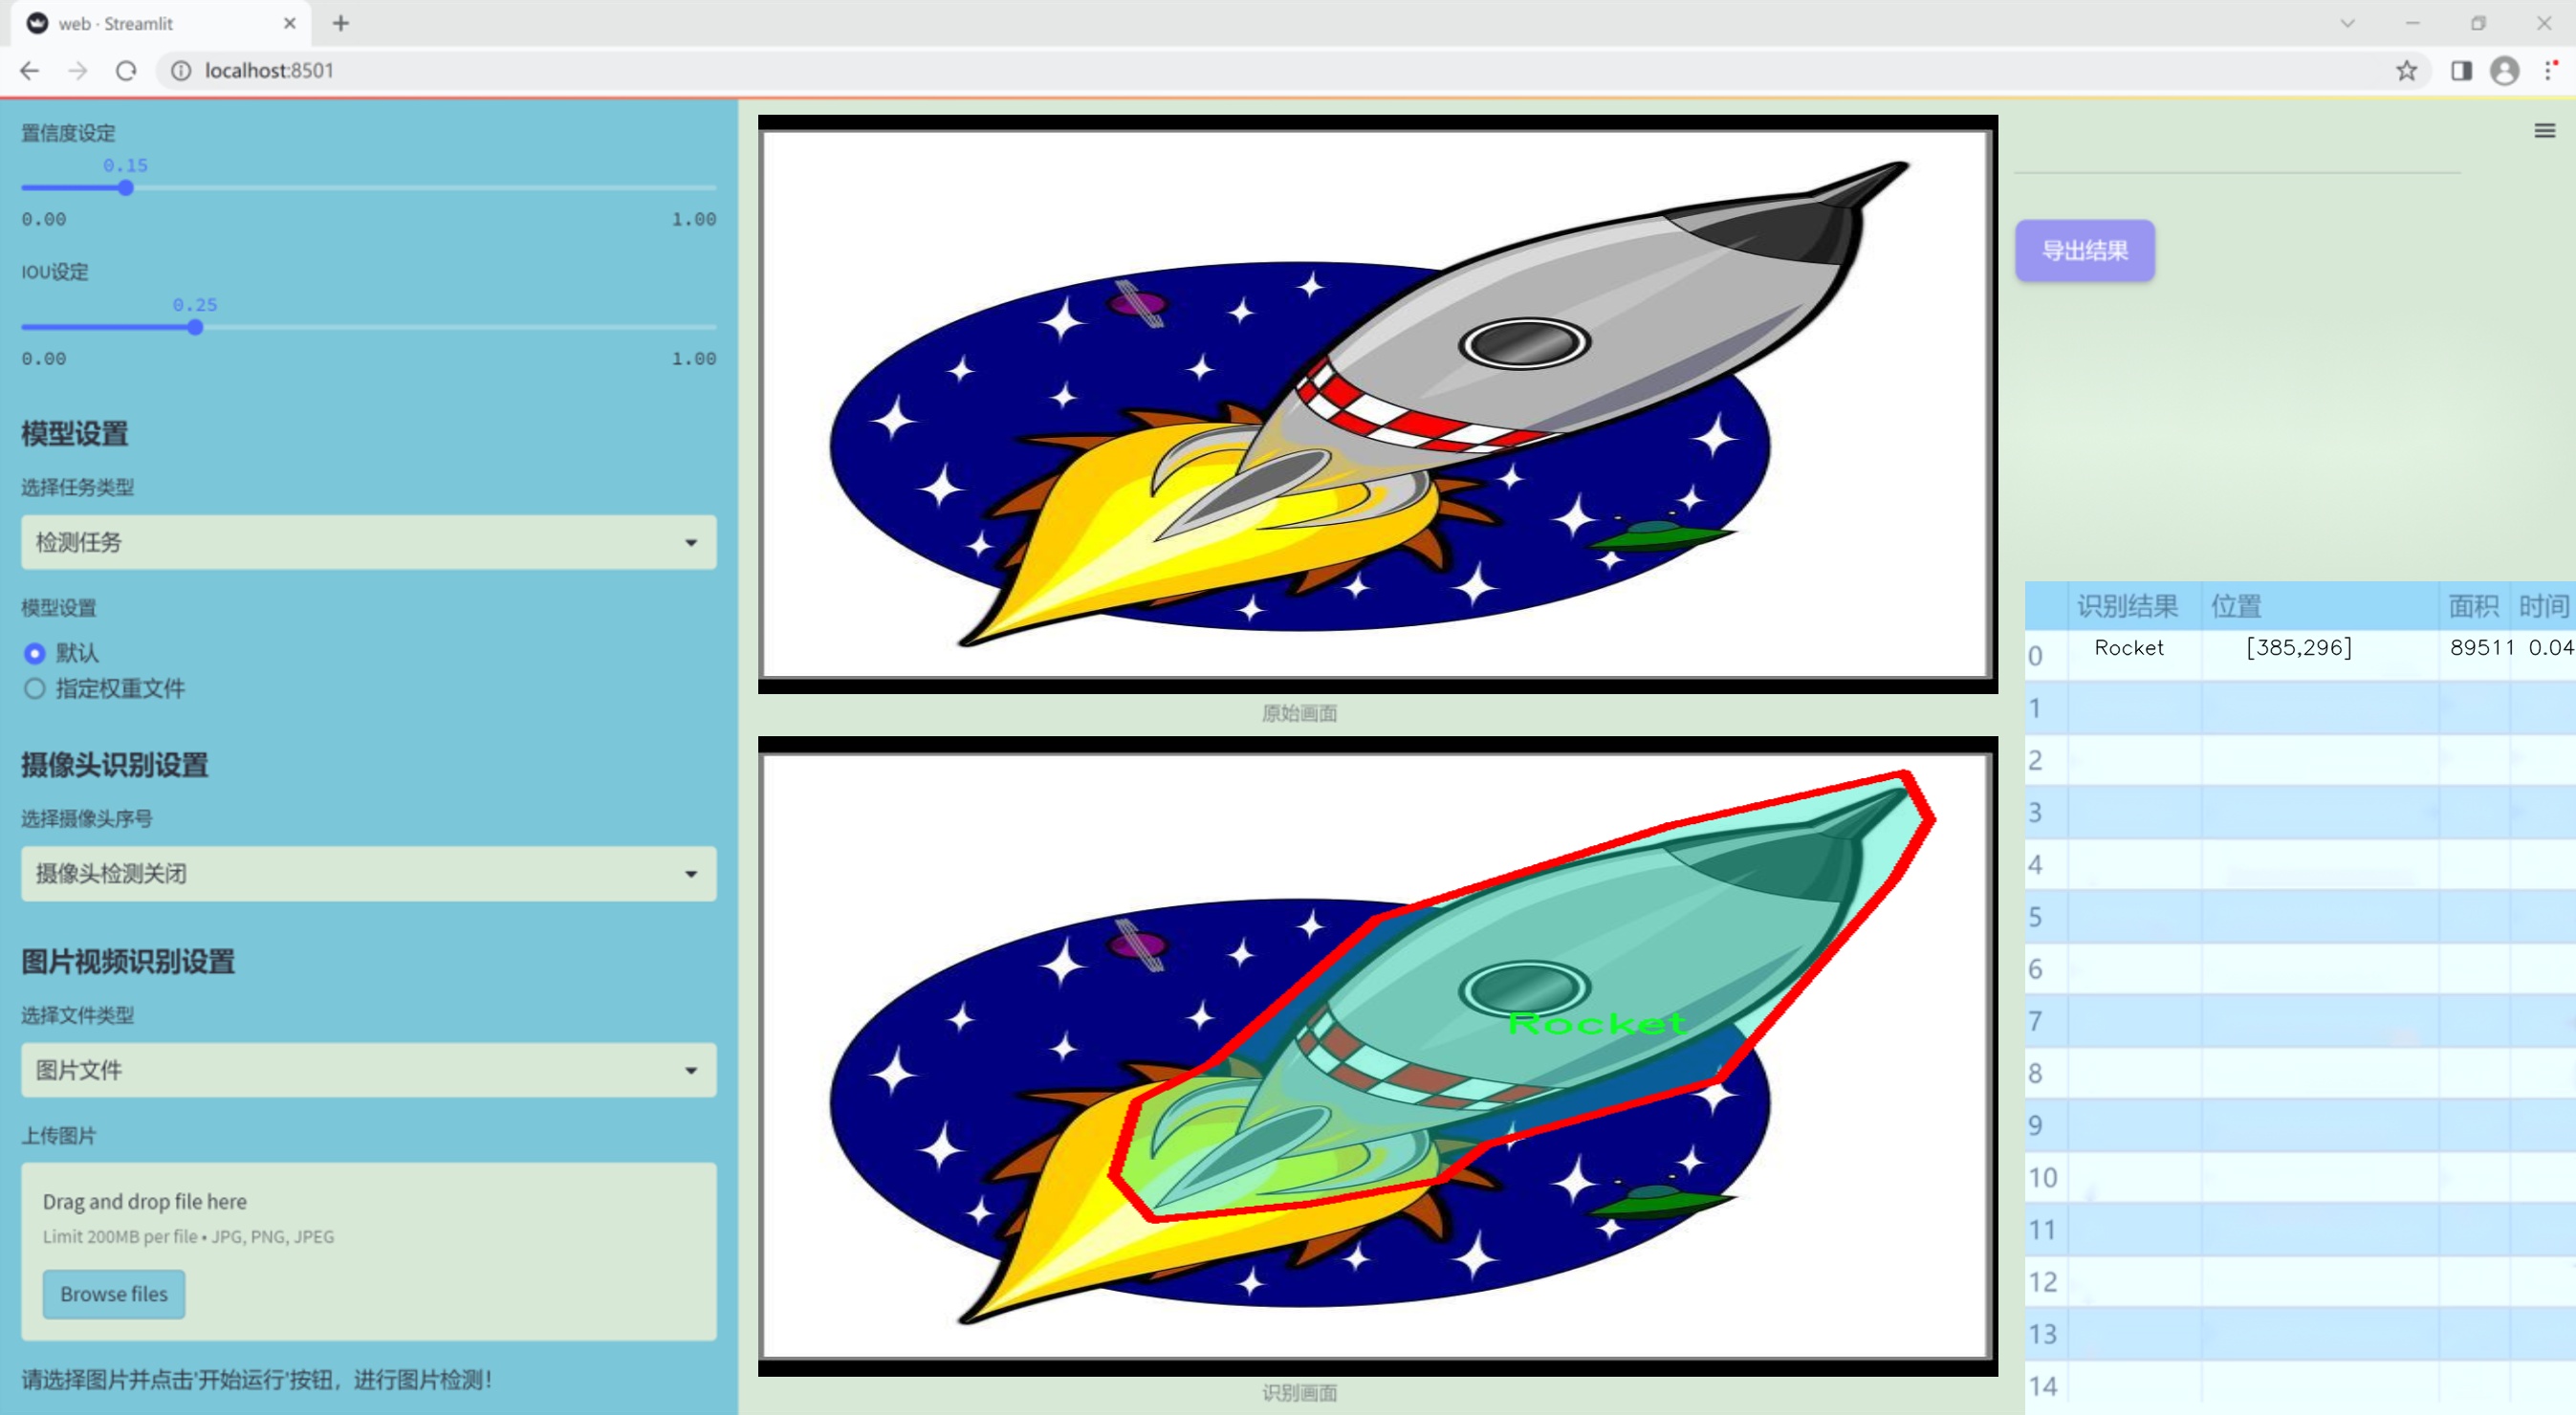 web · Streamlit
localhost:8501
置信度设定
0.15
0.00 1.00
IOU设定
0.25
0.00 1.00
模型设置
选择任务类型
检测任务
模型设置
默认
指定权重文件
摄像头识别设置
选择摄像头序号
摄像头检测关闭
图片视频识别设置
选择文件类型
图片文件
上传图片
Drag and drop file here
Limit 200MB per file • JPG, PNG, JPEG
Browse files
请选择图片并点击'开始运行'按钮，进行图片检测！
原始画面
Rocket
识别画面
导出结果
识别结果 位置 面积 时间
0 Rocket [385,296] 89511 0.04
1
2
3
4
5
6
7
8
9
10
11
12
13
14